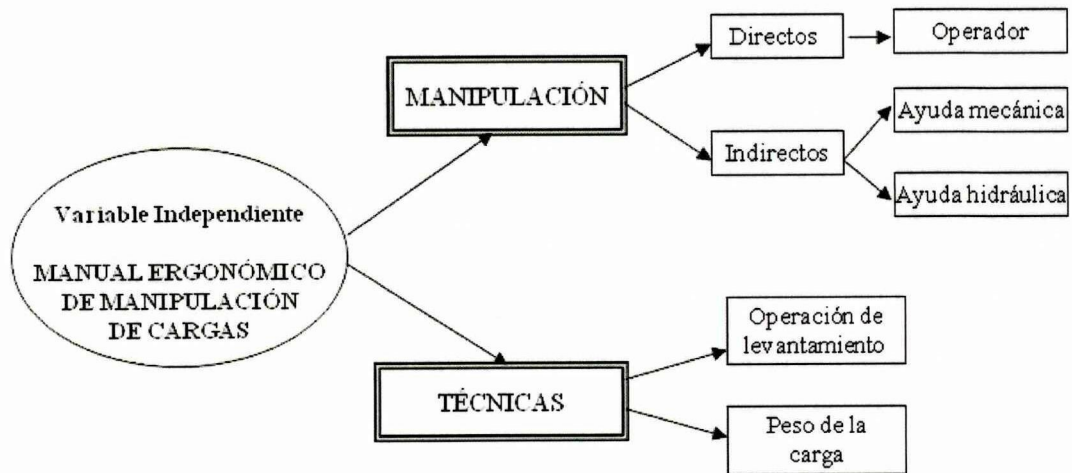 Variable Independiente
MANUAL ERGONÓMICO
DE MANIPULACIÓN
DE CARGAS
MANIPULACIÓN
Directos
Operador
Indirectos
Ayuda mecánica
Ayuda hidráulica
TÉCNICAS
Operación de
levantamiento
Peso de la
carga